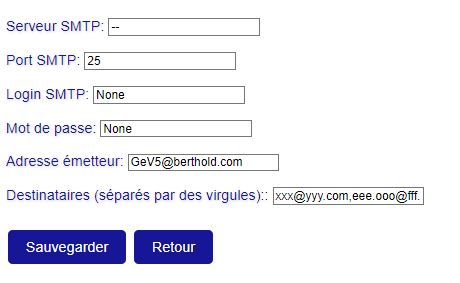 Serveur SMTP: --
Port SMTP: 25
Login SMTP: None
Mot de passe: None
Adresse émetteur: GeV5@berthold.com
Destinataires (séparés par des virgules):: xxx@yyy.com,eee.ooo@fff.
Sauvegarder Retour